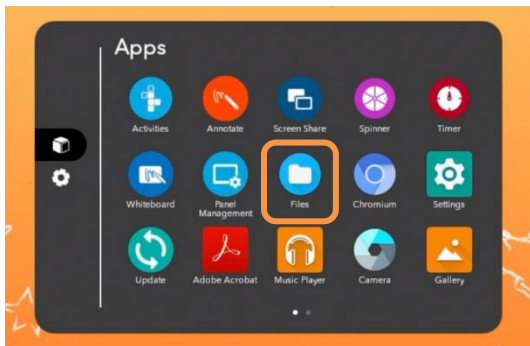 Apps
Activities
Annotate
Screen Share
Spinner
Timer
Whiteboard
Panel
Management
Files
Chromium
Settings
Update
Adobe Acrobat
Music Player
Camera
Gallery